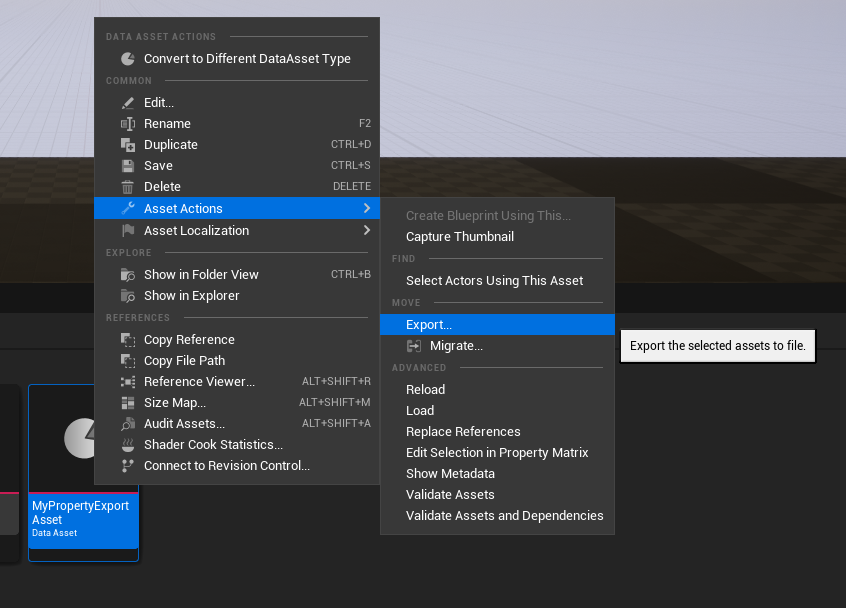 DATA ASSET ACTIONS
Convert to Different DataAsset Type
COMMON
Edit...
Rename F2
Duplicate CTRL+D
Save CTRL+S
Delete DELETE
Asset Actions
Asset Localization
EXPLORE
Show in Folder View CTRL+B
Show in Explorer
REFERENCES
Copy Reference
Copy File Path
Reference Viewer... ALT+SHIFT+R
Size Map... ALT+SHIFT+M
Audit Assets... ALT+SHIFT+A
Shader Cook Statistics...
Connect to Revision Control...
Create Blueprint Using This...
Capture Thumbnail
FIND
Select Actors Using This Asset
MOVE
Export...
Migrate...
ADVANCED
Reload
Load
Replace References
Edit Selection in Property Matrix
Show Metadata
Validate Assets
Validate Assets and Dependencies
Export the selected assets to file.
MyPropertyExport
Asset
Data Asset